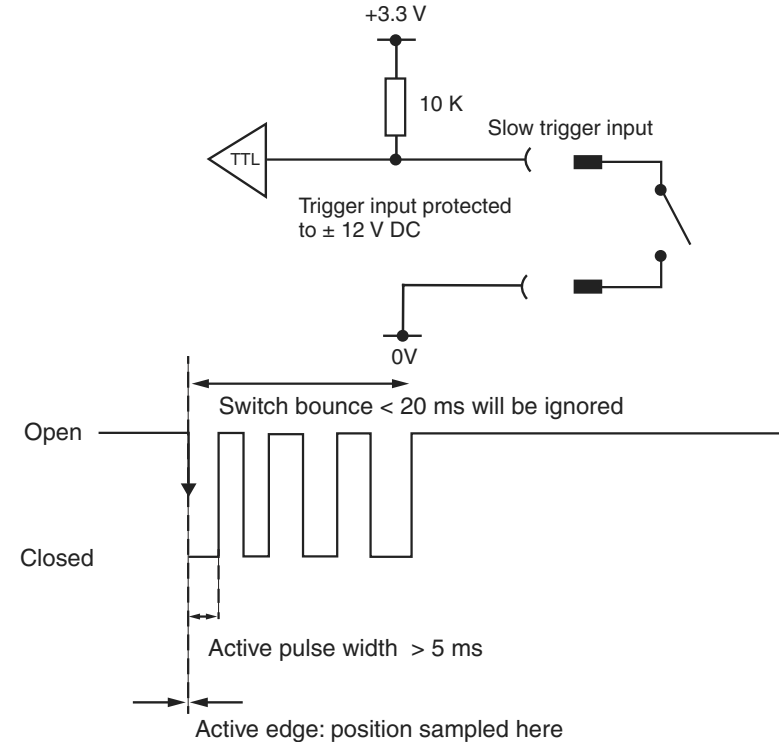 +3.3 V
10 K
Slow trigger input
TTL
Trigger input protected
to ± 12 V DC
0V
Switch bounce < 20 ms will be ignored
Open
Closed
Active pulse width > 5 ms
Active edge: position sampled here